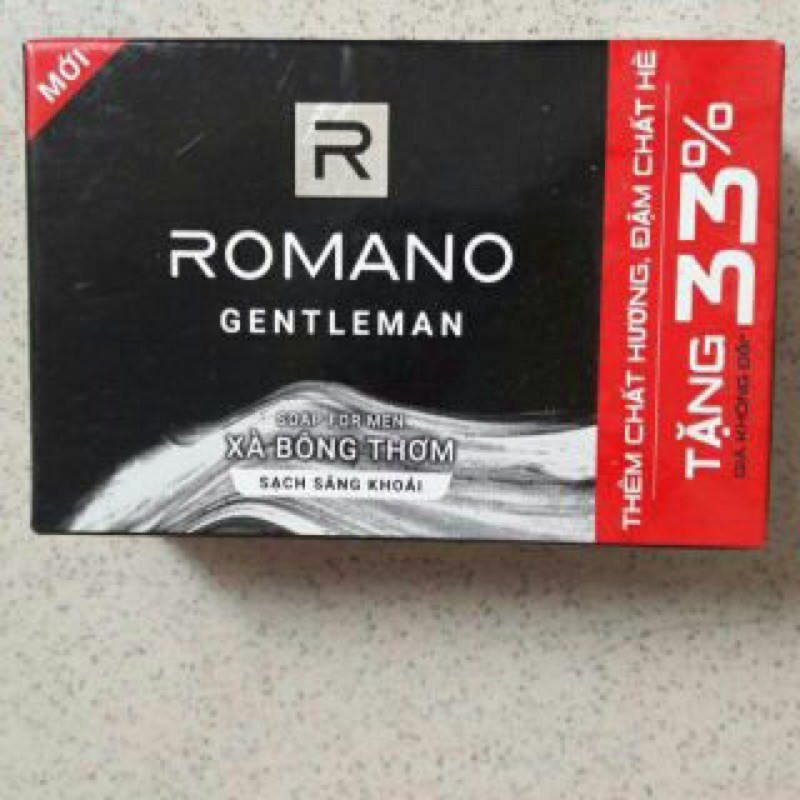 MỚI
R
ROMANO
GENTLEMAN
SOAP FOR MEN
XÀ BÔNG THƠM
SẠCH SẢNG KHOÁI
THÊM CHẤT HƯƠNG, ĐẬM CHẤT HÈ
TẶNG 33%
GIÁ KHÔNG ĐỔI